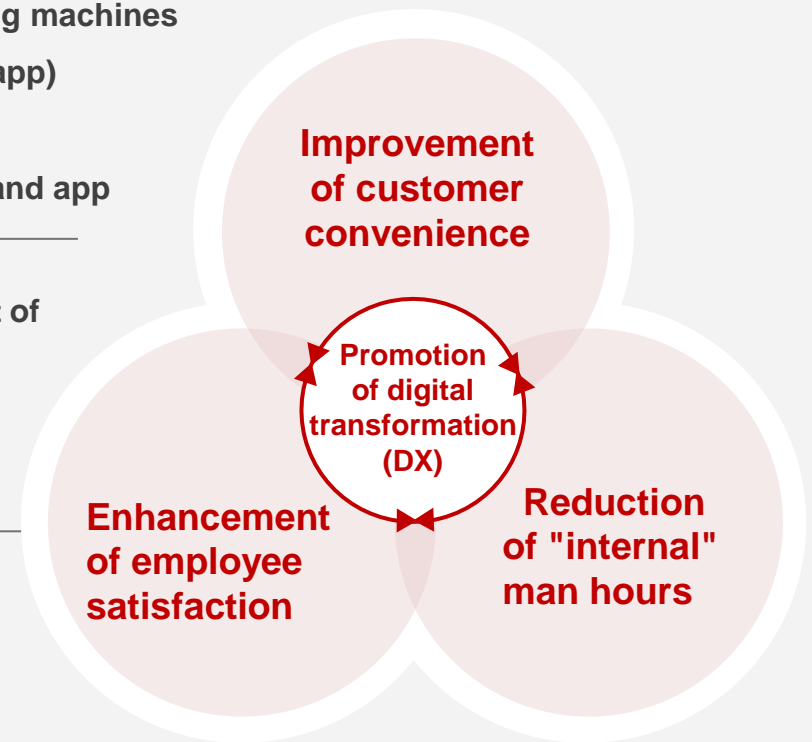 g machines
app)
and app
t of
Improvement
of customer
convenience
Promotion
of digital
transformation
(DX)
Enhancement
of employee
satisfaction
Reduction
of "internal"
man hours